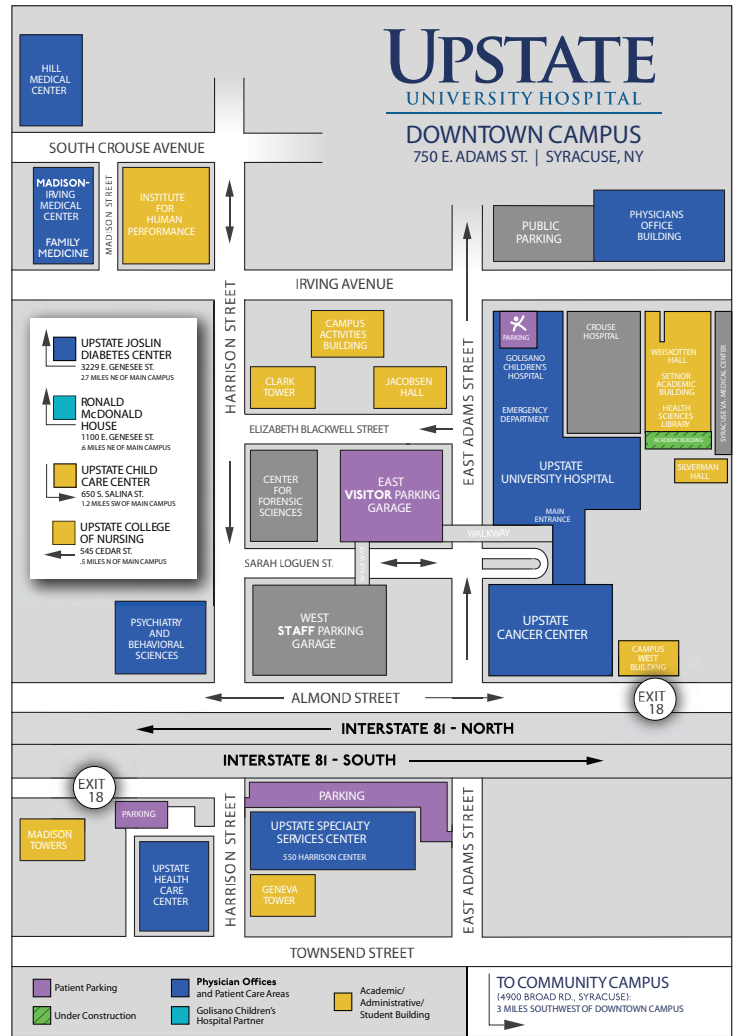 HILL
MEDICAL
CENTER
UPSTATE
UNIVERSITY HOSPITAL
DOWNTOWN CAMPUS
750 E. ADAMS ST. | SYRACUSE, NY
SOUTH CROUSE AVENUE
MADISON-
IRVING
MEDICAL
CENTER
FAMILY
MEDICINE
MADISON STREET
INSTITUTE
FOR
HUMAN
PERFORMANCE
PUBLIC
PARKING
PHYSICIANS
OFFICE
BUILDING
IRVING AVENUE
HARRISON STREET
EAST ADAMS STREET
UPSTATE JOSLIN
DIABETES CENTER
3229 E. GENESEE ST.
2.7 MILES NE OF MAIN CAMPUS
RONALD
MCDONALD
HOUSE
1100 E. GENESEE ST.
.6 MILES NE OF MAIN CAMPUS
UPSTATE CHILD
CARE CENTER
650 S. SALINA ST.
1.2 MILES SW OF MAIN CAMPUS
UPSTATE COLLEGE
OF NURSING
545 CEDAR ST.
.5 MILES N OF MAIN CAMPUS
CAMPUS
ACTIVITIES
BUILDING
CLARK
TOWER
JACOBSEN
HALL
PARKING
GOLISANO
CHILDREN'S
HOSPITAL
EMERGENCY
DEPARTMENT
CROUSE
HOSPITAL
WEISKOTTEN
HALL
SETNOR
ACADEMIC
BUILDING
HEALTH
SCIENCES
LIBRARY
ACADEMIC BUILDING
SYRACUSE V.A. MEDICAL CENTER
SILVERMAN
HALL
ELIZABETH BLACKWELL STREET
CENTER
FOR
FORENSIC
SCIENCES
EAST
VISITOR PARKING
GARAGE
UPSTATE
UNIVERSITY HOSPITAL
MAIN
ENTRANCE
WALKWAY
WALKWAY
SARAH LOGUEN ST.
PSYCHIATRY
AND
BEHAVIORAL
SCIENCES
WEST
STAFF PARKING
GARAGE
UPSTATE
CANCER CENTER
CAMPUS
WEST
BUILDING
ALMOND STREET
EXIT
18
INTERSTATE 81 - NORTH
INTERSTATE 81 - SOUTH
EXIT
18
PARKING
PARKING
MADISON
TOWERS
UPSTATE
HEALTH
CARE
CENTER
HARRISON STREET
UPSTATE SPECIALTY
SERVICES CENTER
550 HARRISON CENTER
GENEVA
TOWER
EAST ADAMS STREET
TOWNSEND STREET
Patient Parking
Under Construction
Physician Offices
and Patient Care Areas
Golisano Children's
Hospital Partner
Academic/
Administrative/
Student Building
TO COMMUNITY CAMPUS
(4900 BROAD RD., SYRACUSE):
3 MILES SOUTHWEST OF DOWNTOWN CAMPUS